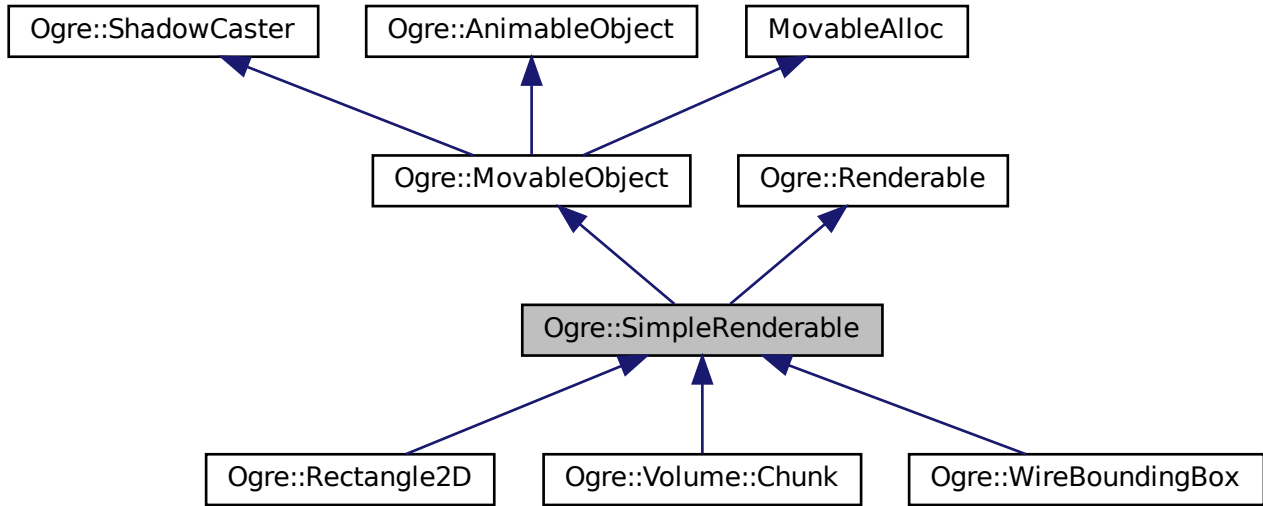 Ogre::ShadowCaster
Ogre::AnimableObject
MovableAlloc
Ogre::MovableObject
Ogre::Renderable
Ogre::SimpleRenderable
Ogre::Rectangle2D
Ogre::Volume::Chunk
Ogre::WireBoundingBox